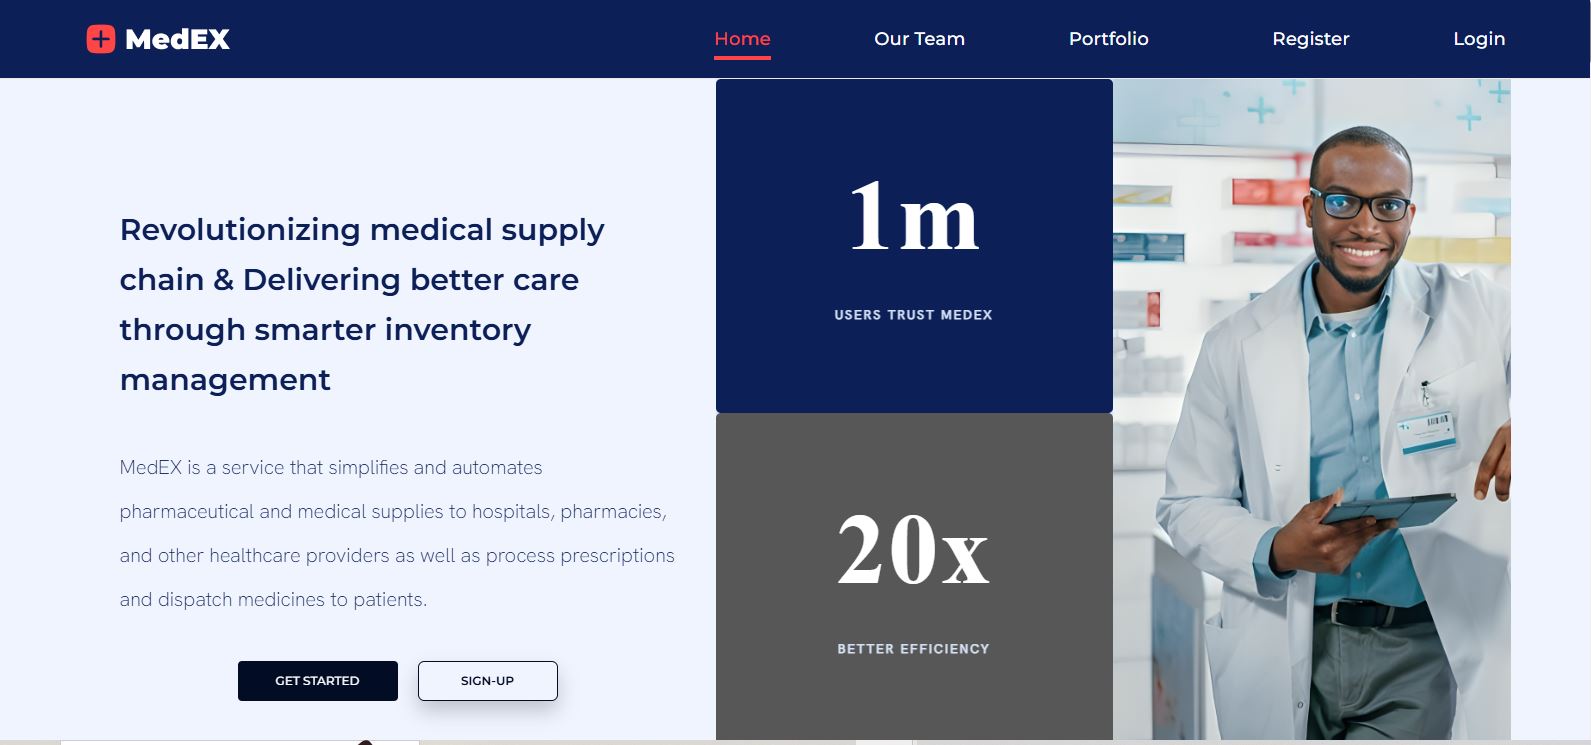 MedEX
Home
Our Team
Portfolio
Register
Login
Revolutionizing medical supply
chain & Delivering better care
through smarter inventory
management
MedEX is a service that simplifies and automates
pharmaceutical and medical supplies to hospitals, pharmacies,
and other healthcare providers as well as process prescriptions
and dispatch medicines to patients.
GET STARTED
SIGN-UP
1m
USERS TRUST MEDEX
20x
BETTER EFFICIENCY